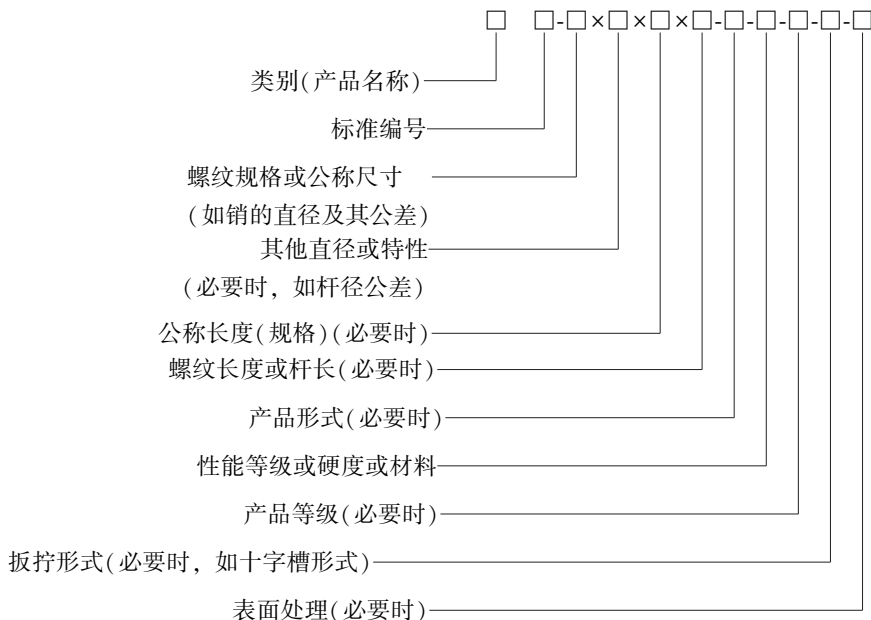 □ □-□×□×□×□-□-□-□-□-□
类别(产品名称)
标准编号
螺纹规格或公称尺寸
(如销的直径及其公差)
其他直径或特性
(必要时，如杆径公差)
公称长度(规格)(必要时)
螺纹长度或杆长(必要时)
产品形式(必要时)
性能等级或硬度或材料
产品等级(必要时)
扳拧形式(必要时，如十字槽形式)
表面处理(必要时)